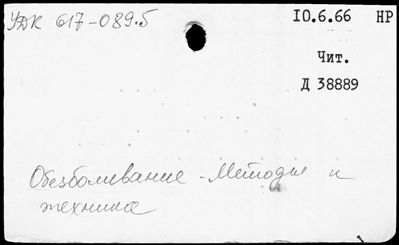 УДК 617-089.5
10.6.66 НР
Чит.
Д 38889
Обезболивание - Методы и
техника